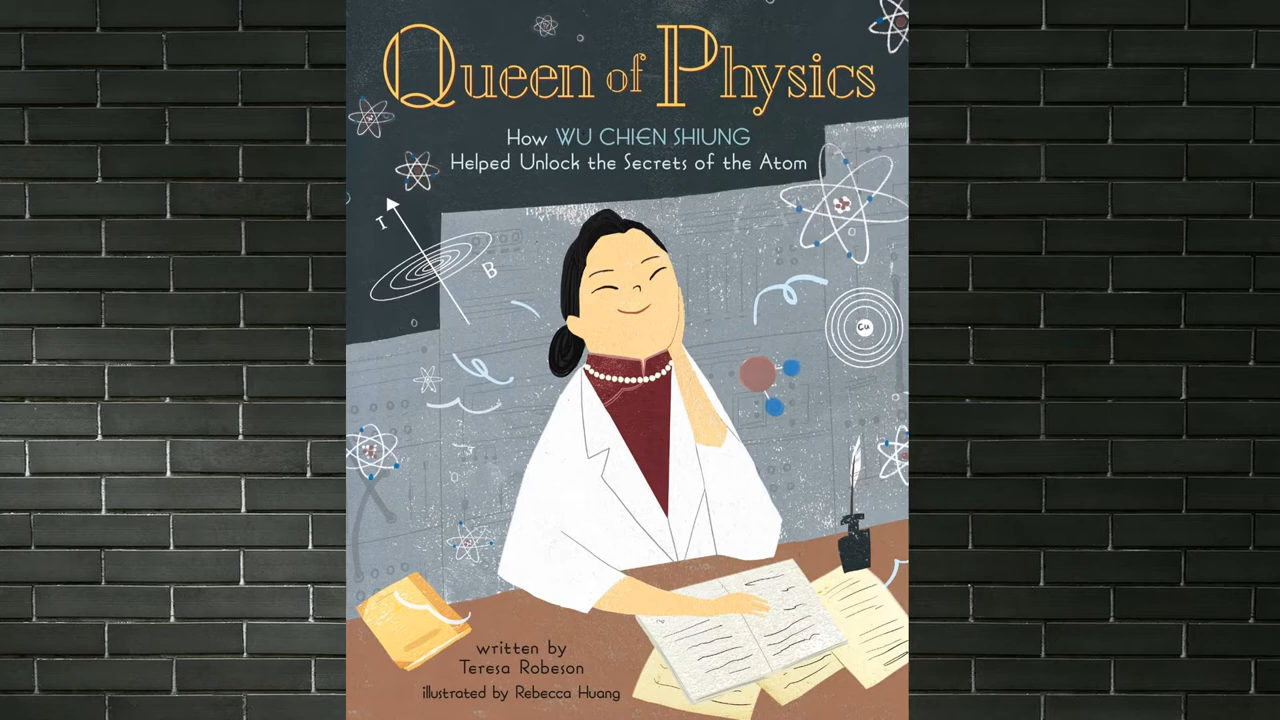 Queen of Physics
How WU CHIEN SHIUNG
Helped Unlock the Secrets of the Atom
I
B
Cu
written by
Teresa Robeson
illustrated by Rebecca Huang